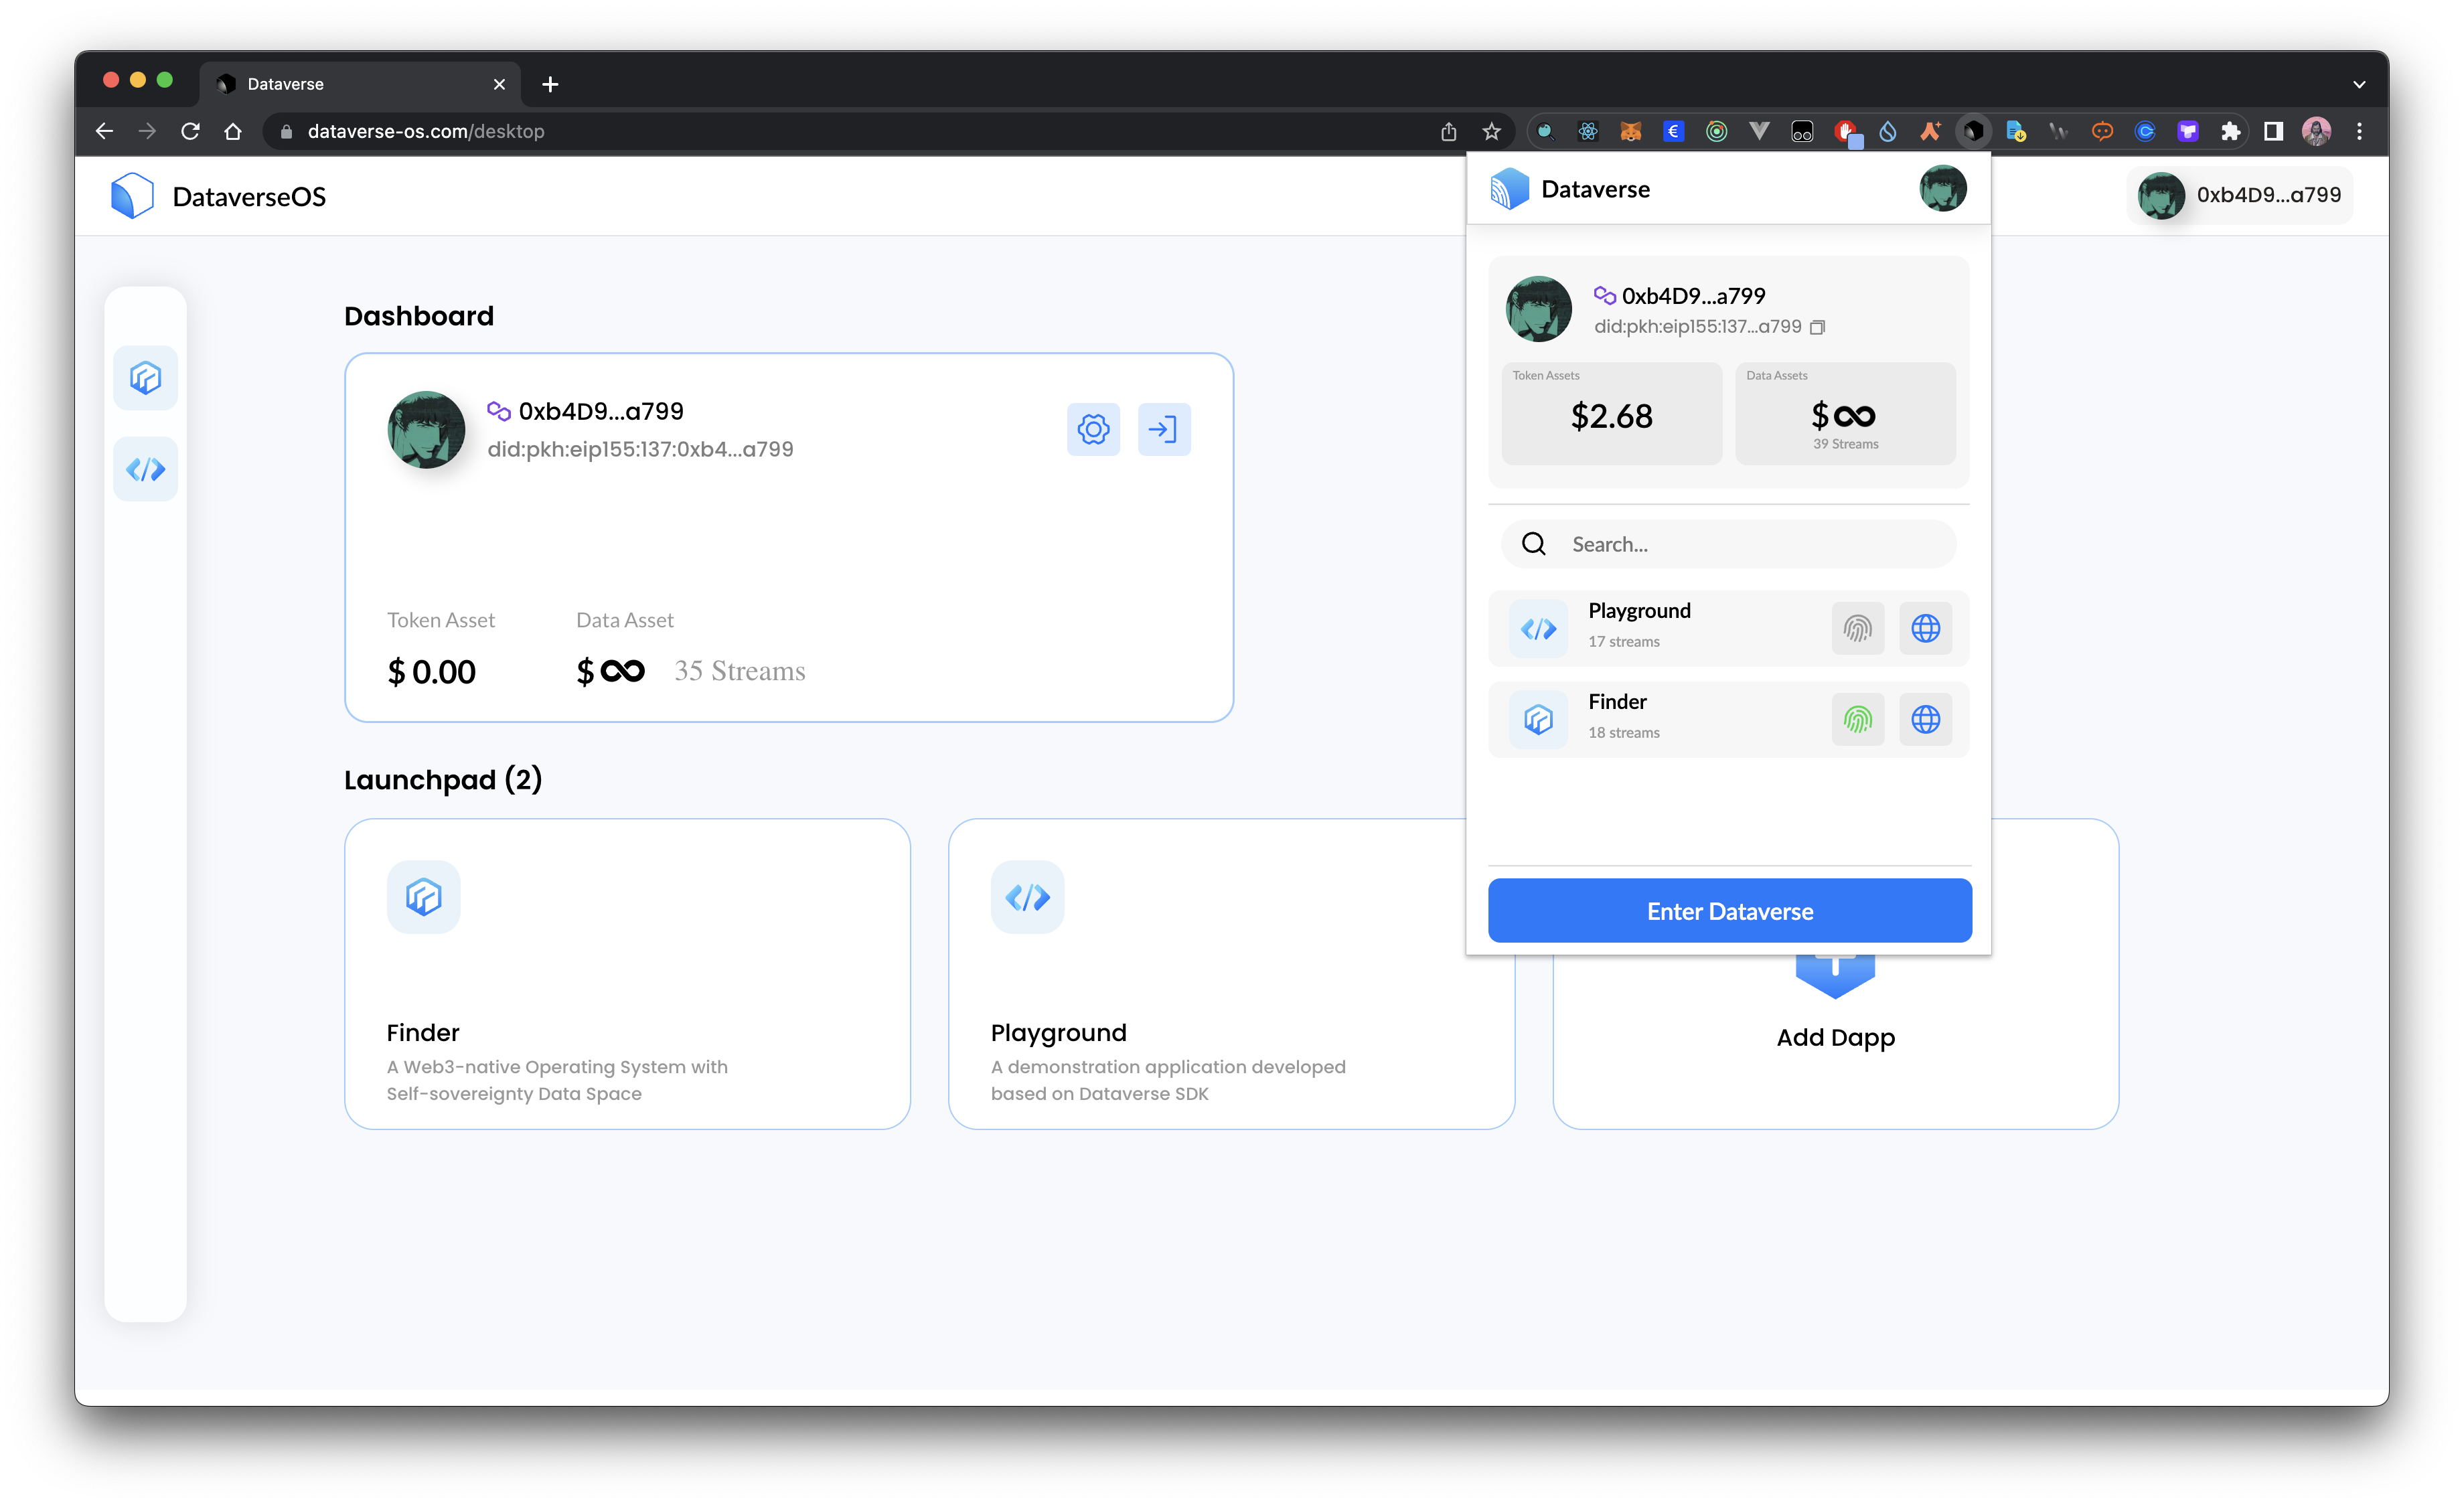 Dataverse
dataverse-os.com/desktop
DataverseOS
0xb4D9...a799
Dashboard
0xb4D9...a799
did:pkh:eip155:137:0xb4...a799
Token Asset
Data Asset
$ 0.00
$ ∞
35 Streams
Launchpad (2)
Finder
A Web3-native Operating System with
Self-sovereignty Data Space
Playground
A demonstration application developed
based on Dataverse SDK
Add Dapp
Dataverse
0xb4D9...a799
did:pkh:eip155:137...a799
Token Assets
$2.68
Data Assets
$∞
39 Streams
Search...
Playground
17 streams
Finder
18 streams
Enter Dataverse